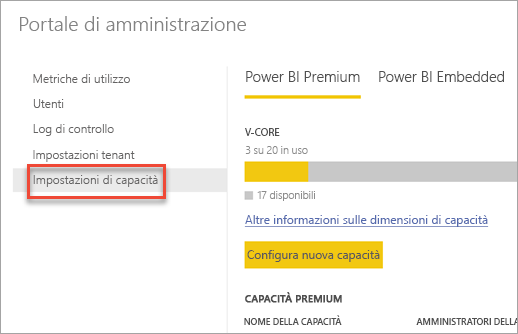 Portale di amministrazione
Metriche di utilizzo
Utenti
Log di controllo
Impostazioni tenant
Impostazioni di capacità
Power BI Premium
Power BI Embedded
V-CORE
3 su 20 in uso
17 disponibili
Altre informazioni sulle dimensioni di capacità
Configura nuova capacità
CAPACITÀ PREMIUM
NOME DELLA CAPACITÀ
AMMINISTRATORI DELLA